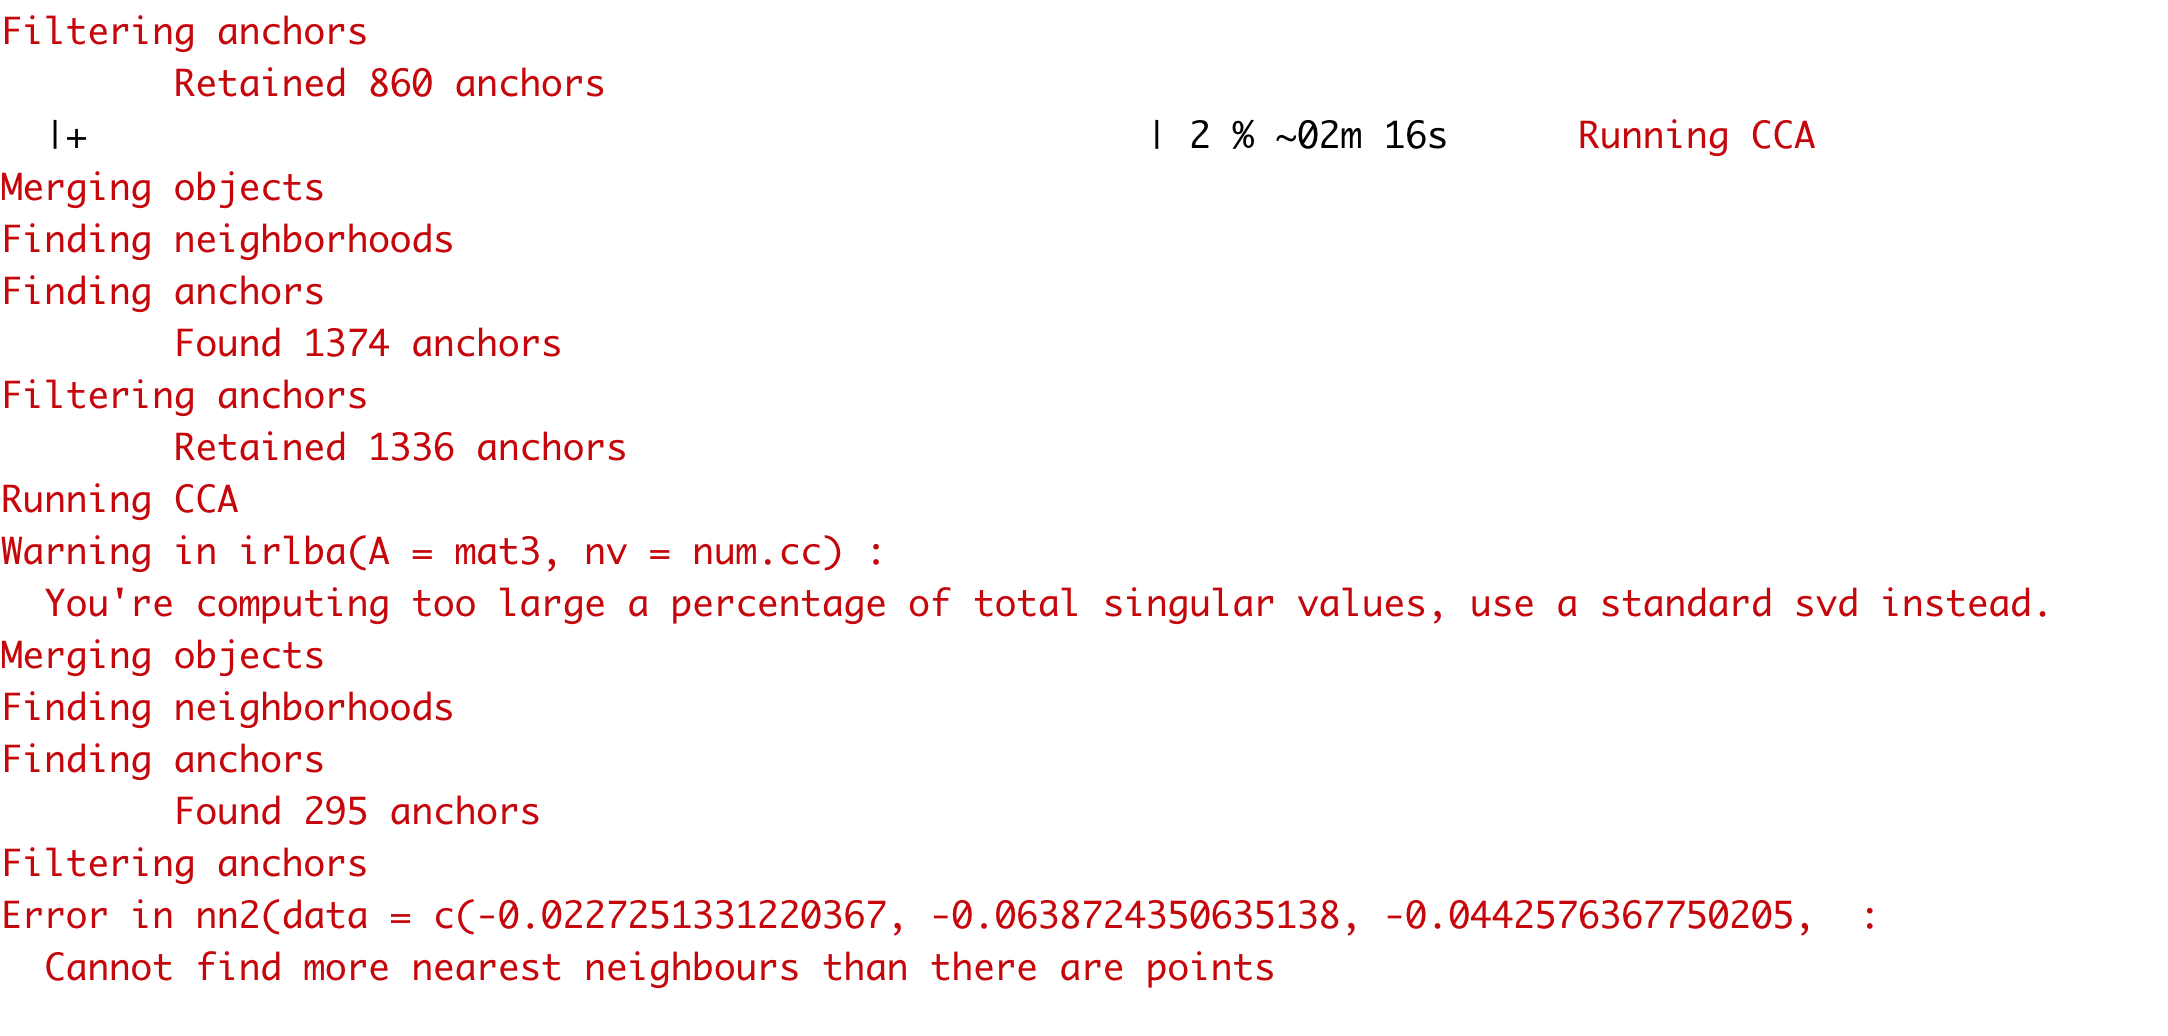 Filtering anchors
Retained 860 anchors
|+ | 2 % ~02m 16s Running CCA
Merging objects
Finding neighborhoods
Finding anchors
Found 1374 anchors
Filtering anchors
Retained 1336 anchors
Running CCA
Warning in irlba(A = mat3, nv = num.cc) :
You're computing too large a percentage of total singular values, use a standard svd instead.
Merging objects
Finding neighborhoods
Finding anchors
Found 295 anchors
Filtering anchors
Error in nn2(data = c(-0.0227251331220367, -0.0638724350635138, -0.0442576367750205,  :
Cannot find more nearest neighbours than there are points